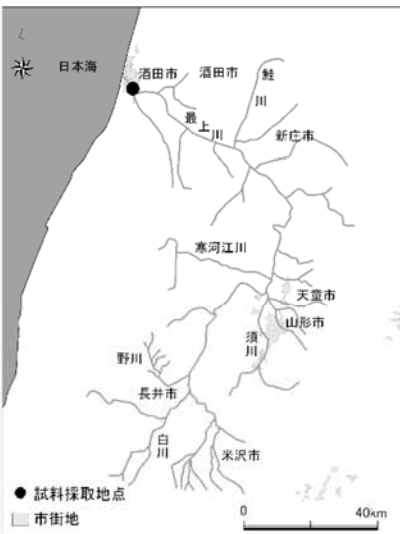 日本海
酒田市
酒田市
鮭川
最上川
新庄市
寒河江川
天童市
山形市
須川
野川
長井市
白川
米沢市
試料採取地点
市街地
0
40km